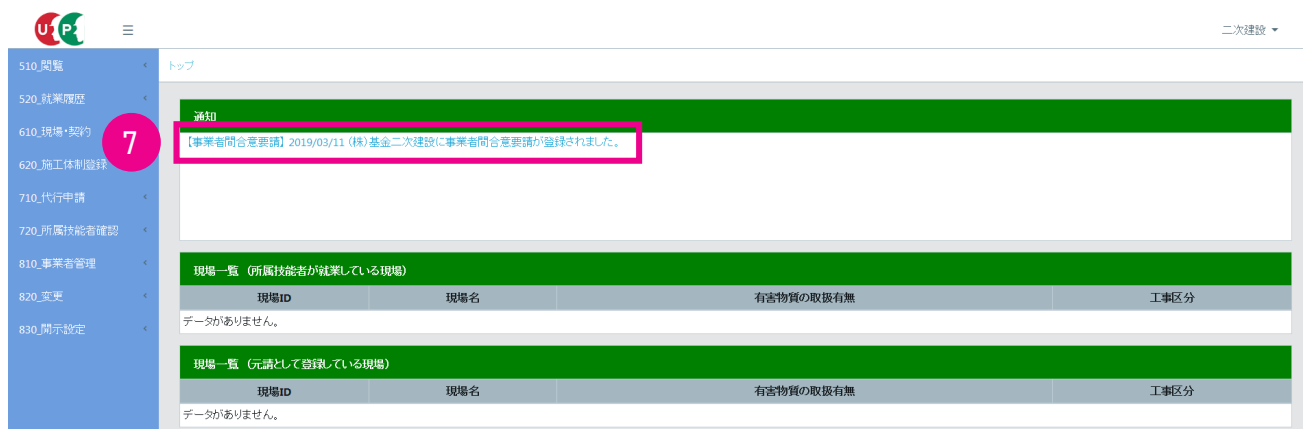 UP ☰ 二次建設
510_閲覧
520_就業履歴
610_現場・契約
620_施工体制登録
710_代行申請
720_所属技能者確認
810_事業者管理
820_変更
830_開示設定
トップ
通知
7
【事業者間合意要請】 2019/03/11 (株)基金二次建設に事業者間合意要請が登録されました。
現場一覧 (所属技能者が就業している現場)
現場ID 現場名 有害物質の取扱有無 工事区分
データがありません。
現場一覧 (元請として登録している現場)
現場ID 現場名 有害物質の取扱有無 工事区分
データがありません。